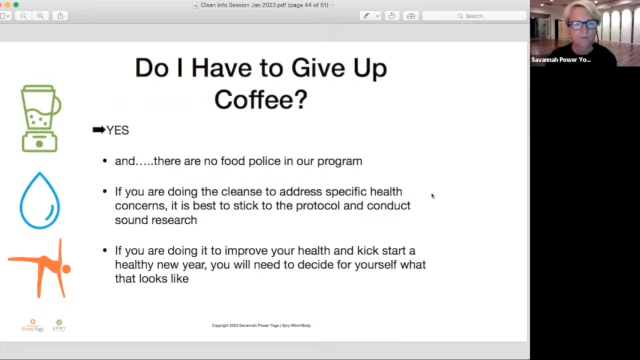 Clean Info Session Jan 2023.pdf (page 44 of 61)
Search
Savannah Power Yo...
Do I Have to Give Up
Coffee?
➡YES
• and.....there are no food police in our program
• If you are doing the cleanse to address specific health
concerns, it is best to stick to the protocol and conduct
sound research
• If you are doing it to improve your health and kick start a
healthy new year, you will need to decide for yourself what
that looks like
Copyright 2023 Savannah Power Yoga | Spry Mind+Body